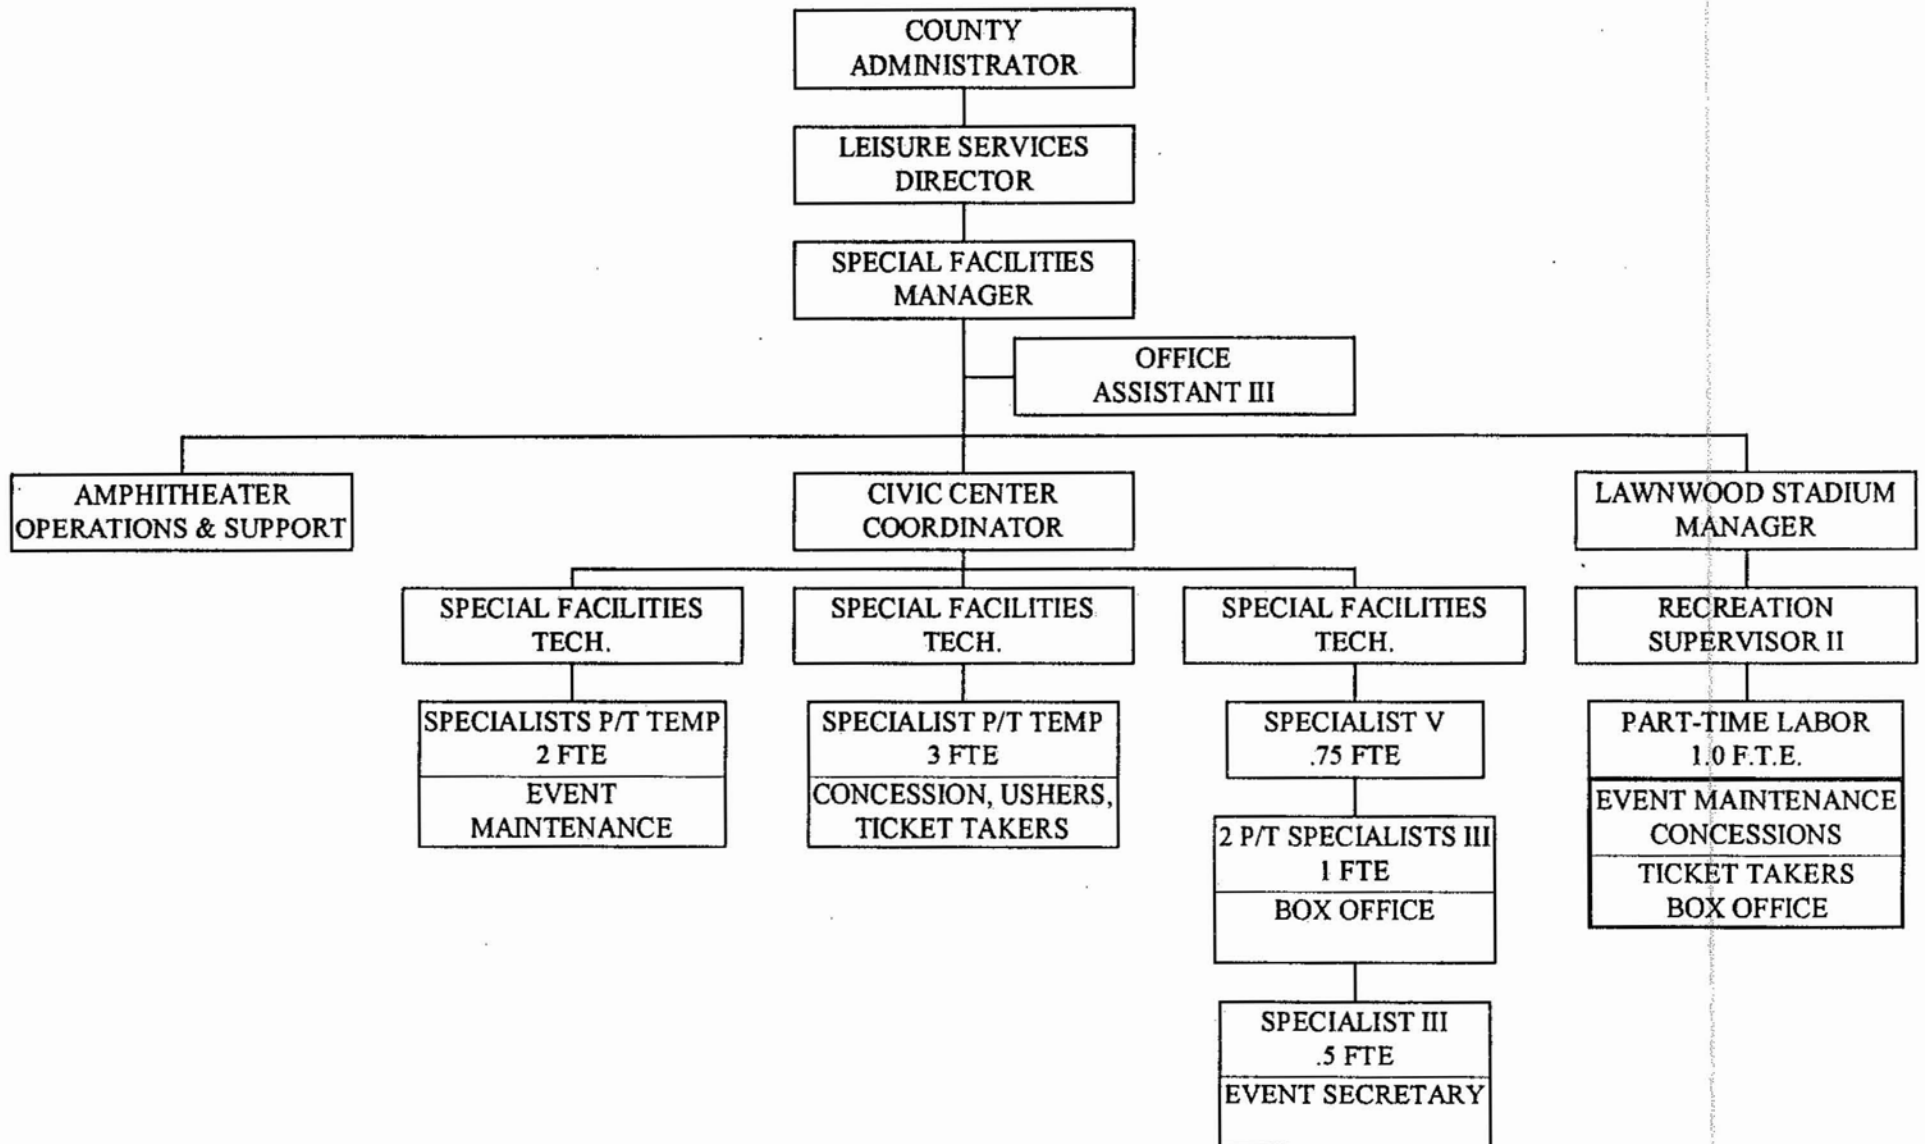 COUNTY
ADMINISTRATOR
LEISURE SERVICES
DIRECTOR
SPECIAL FACILITIES
MANAGER
OFFICE
ASSISTANT III
AMPHITHEATER
OPERATIONS & SUPPORT
CIVIC CENTER
COORDINATOR
LAWNWOOD STADIUM
MANAGER
SPECIAL FACILITIES
TECH.
SPECIAL FACILITIES
TECH.
SPECIAL FACILITIES
TECH.
RECREATION
SUPERVISOR II
SPECIALISTS P/T TEMP
2 FTE
EVENT
MAINTENANCE
SPECIALIST P/T TEMP
3 FTE
CONCESSION, USHERS,
TICKET TAKERS
SPECIALIST V
.75 FTE
2 P/T SPECIALISTS III
1 FTE
BOX OFFICE
SPECIALIST III
.5 FTE
EVENT SECRETARY
PART-TIME LABOR
1.0 F.T.E.
EVENT MAINTENANCE
CONCESSIONS
TICKET TAKERS
BOX OFFICE